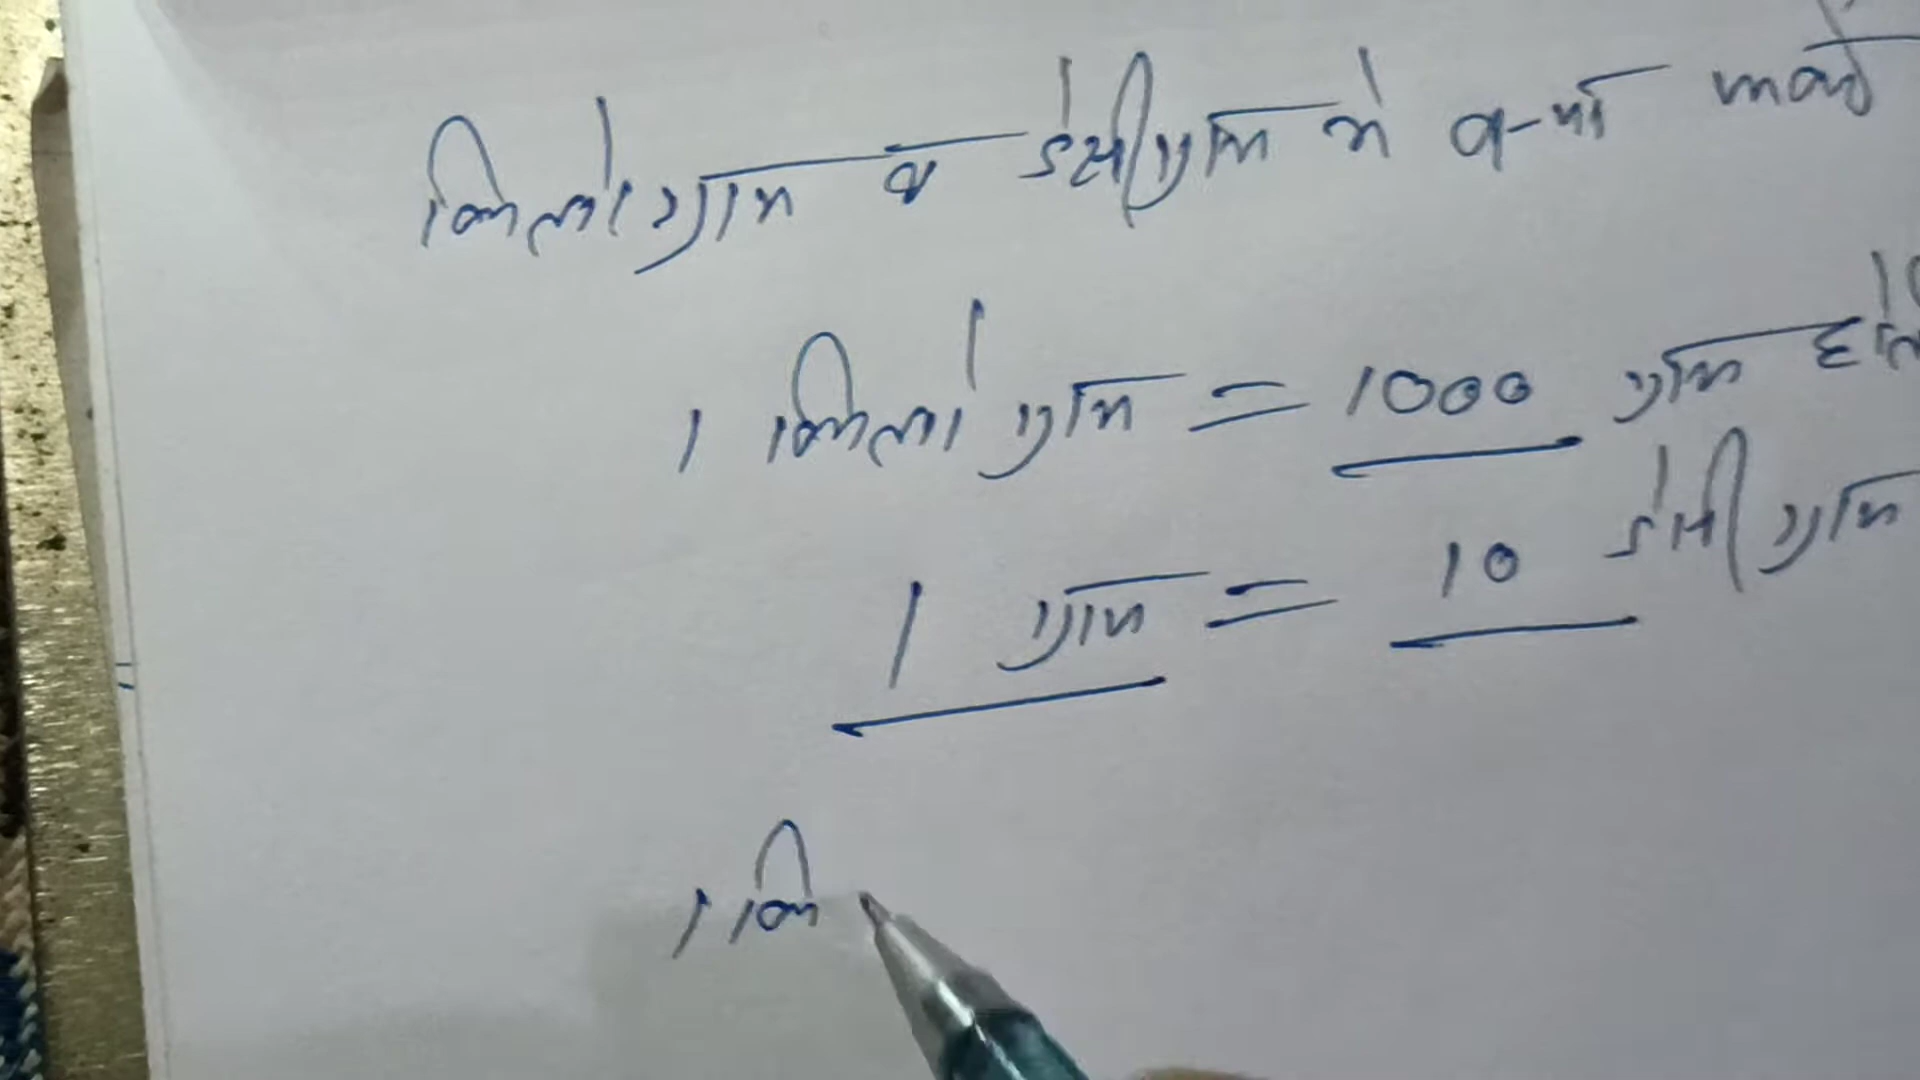 किलोग्राम व डेसीग्राम मे क्या
1 किलोग्राम = 1000 ग्राम
1 ग्राम = 10 डेसीग्राम
1 कि